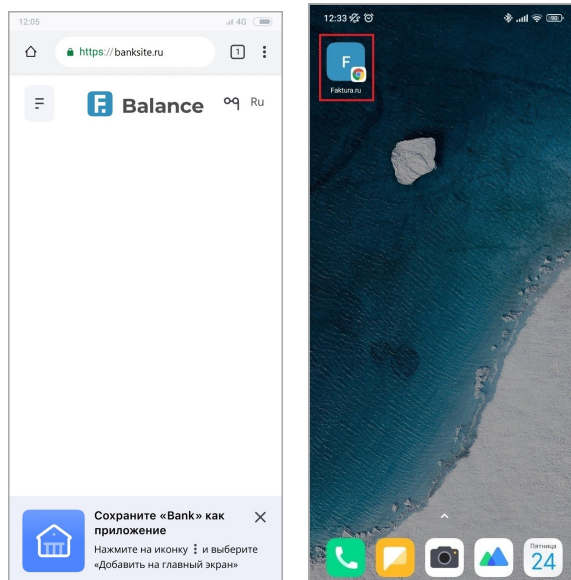 12:05
4G
https://banksite.ru
1
F.
Balance
Ru
Сохраните «Bank» как
приложение
Нажмите на иконку ⋮ и выберите
«Добавить на главный экран»
12:33
F
Faktura.ru
Пятница
24